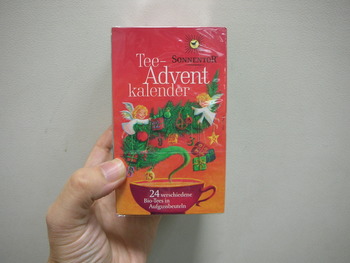 SONNENTOR
Tee-
Advent
kalender
24 verschiedene
Bio-Tees in
Aufgussbeuteln